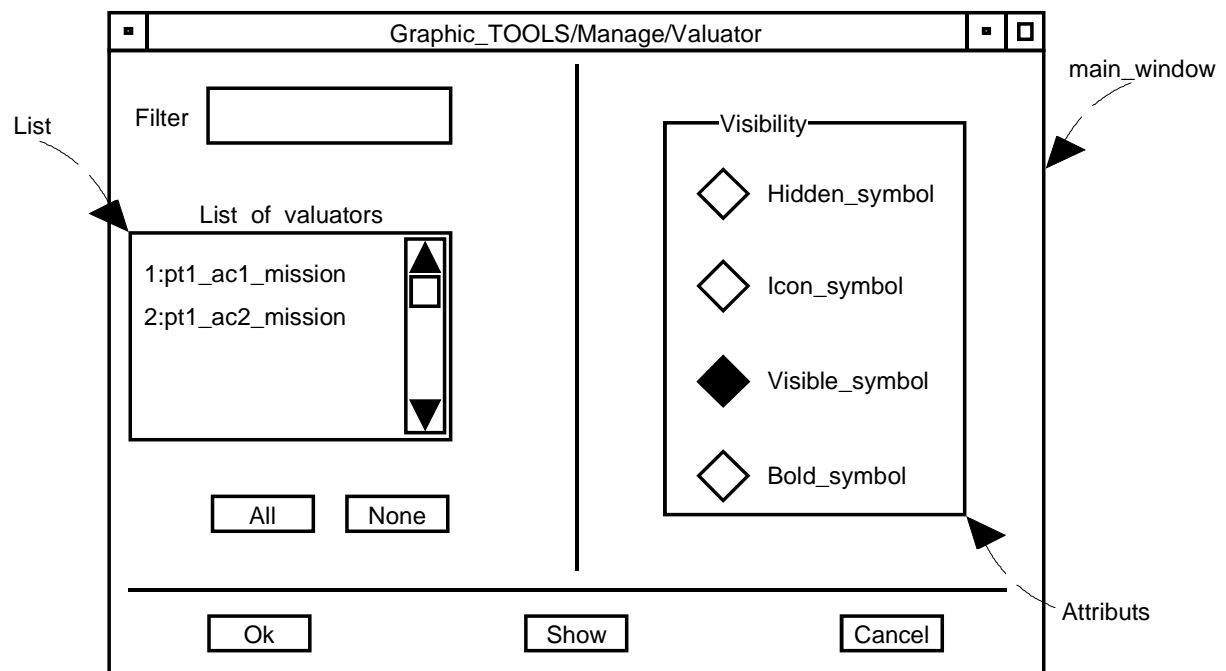 Graphic_TOOLS/Manage/Valuator
main_window
Filter
List
Visibility
Hidden_symbol
List of valuators
1:pt1_ac1_mission
Icon_symbol
2:pt1_ac2_mission
Visible_symbol
Bold_symbol
All
None
Attributs
Ok
Show
Cancel